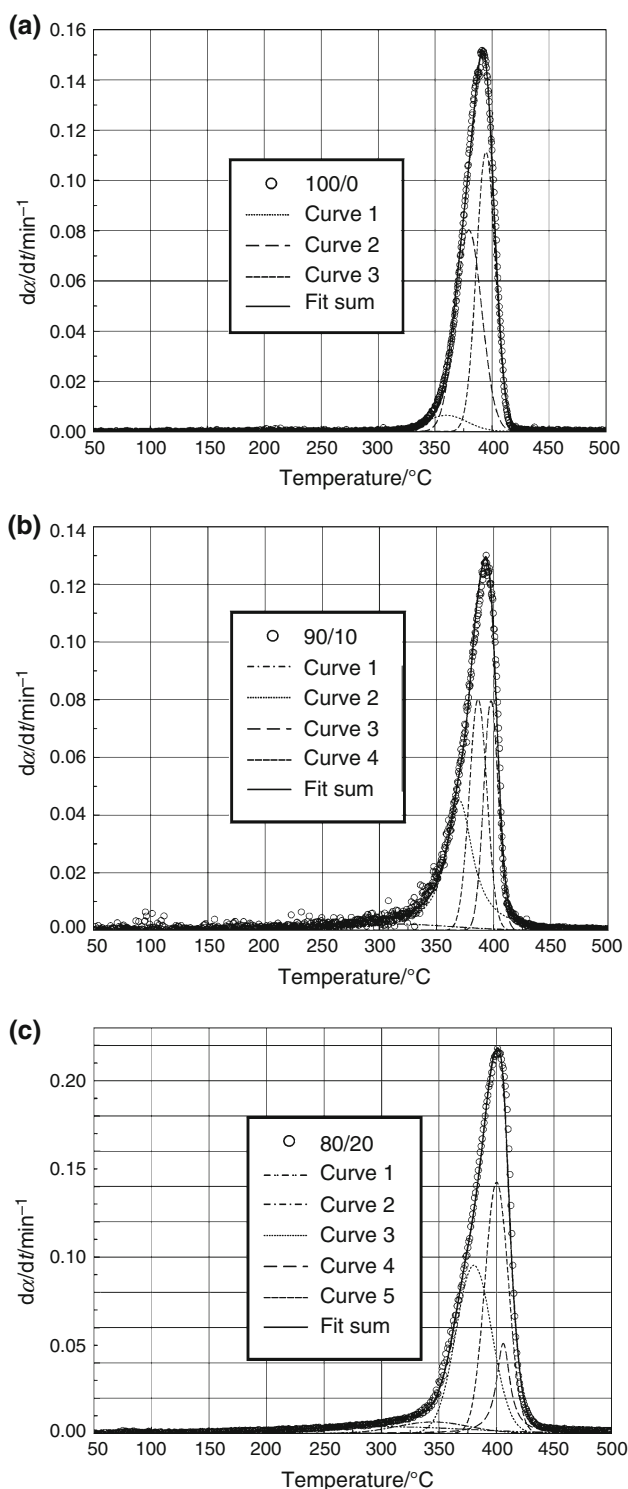 (a)
0.16
0.14
0.12
0.10
0.08
0.06
0.04
0.02
0.00
dα/dt/min⁻¹
100/0
Curve 1
Curve 2
Curve 3
Fit sum
50 100 150 200 250 300 350 400 450 500
Temperature/°C
(b)
0.14
0.12
0.10
0.08
0.06
0.04
0.02
0.00
dα/dt/min⁻¹
90/10
Curve 1
Curve 2
Curve 3
Curve 4
Fit sum
50 100 150 200 250 300 350 400 450 500
Temperature/°C
(c)
0.20
0.15
0.10
0.05
0.00
dα/dt/min⁻¹
80/20
Curve 1
Curve 2
Curve 3
Curve 4
Curve 5
Fit sum
50 100 150 200 250 300 350 400 450 500
Temperature/°C